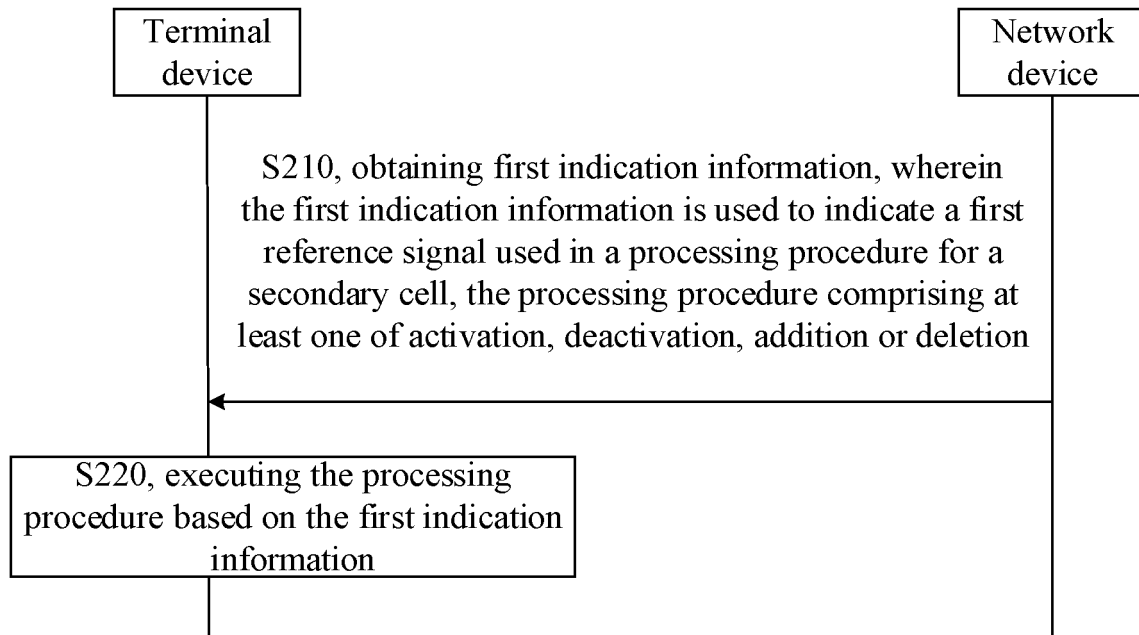 Terminal
device
Network
device
S210, obtaining first indication information, wherein
the first indication information is used to indicate a first
reference signal used in a processing procedure for a
secondary cell, the processing procedure comprising at
least one of activation, deactivation, addition or deletion
S220, executing the processing
procedure based on the first indication
information